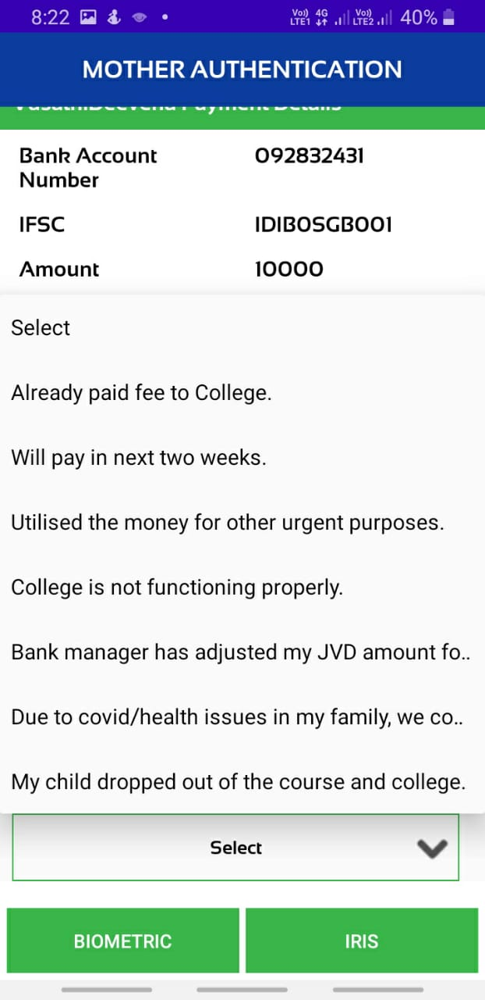 8:22
Vo)) 4G Vo)) 40%
LTE1 LTE2
MOTHER AUTHENTICATION
VasathiDeevena Payment Details
Bank Account 092832431
Number
IFSC IDIB0SGB001
Amount 10000
Select
Already paid fee to College.
Will pay in next two weeks.
Utilised the money for other urgent purposes.
College is not functioning properly.
Bank manager has adjusted my JVD amount fo..
Due to covid/health issues in my family, we co..
My child dropped out of the course and college.
Select
BIOMETRIC IRIS